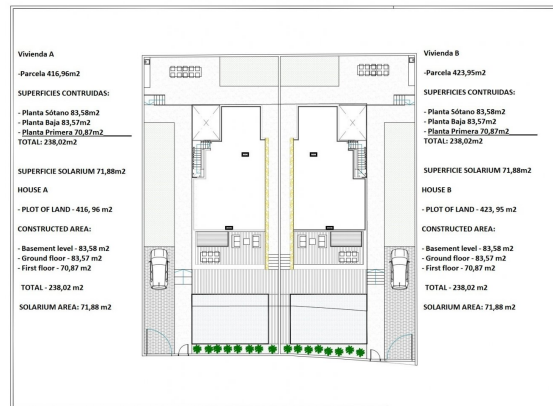 Vivienda A
-Parcela 416,96m2
SUPERFICIES CONTRUIDAS:
- Planta Sótano 83,58m2
- Planta Baja 83,57m2
- Planta Primera 70,87m2
TOTAL: 238,02m2
SUPERFICIE SOLARIUM 71,88m2
HOUSE A
- PLOT OF LAND - 416, 96 m2
CONSTRUCTED AREA:
- Basement level - 83,58 m2
- Ground floor - 83,57 m2
- First floor - 70,87 m2
TOTAL - 238,02 m2
SOLARIUM AREA: 71,88 m2
Vivienda B
-Parcela 423,95m2
SUPERFICIES CONTRUIDAS:
- Planta Sótano 83,58m2
- Planta Baja 83,57m2
- Planta Primera 70,87m2
TOTAL: 238,02m2
SUPERFICIE SOLARIUM 71,88m2
HOUSE B
- PLOT OF LAND - 423, 95 m2
CONSTRUCTED AREA:
- Basement level - 83,58 m2
- Ground floor - 83,57 m2
- First floor - 70,87 m2
TOTAL - 238,02 m2
SOLARIUM AREA: 71,88 m2